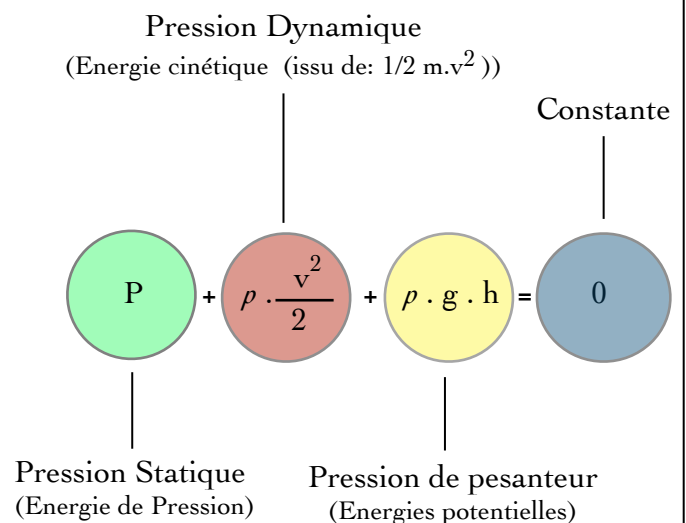 Pression Dynamique
(Energie cinétique (issu de: 1/2 m.v²))
Constante
P + p . v² / 2 + p . g . h = 0
Pression Statique
(Energie de Pression)
Pression de pesanteur
(Energies potentielles)